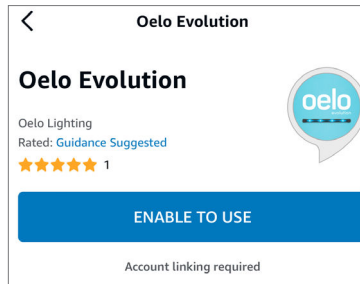 Oelo Evolution
Oelo Evolution
oelo
Oelo Lighting
Rated: Guidance Suggested
1
ENABLE TO USE
Account linking required